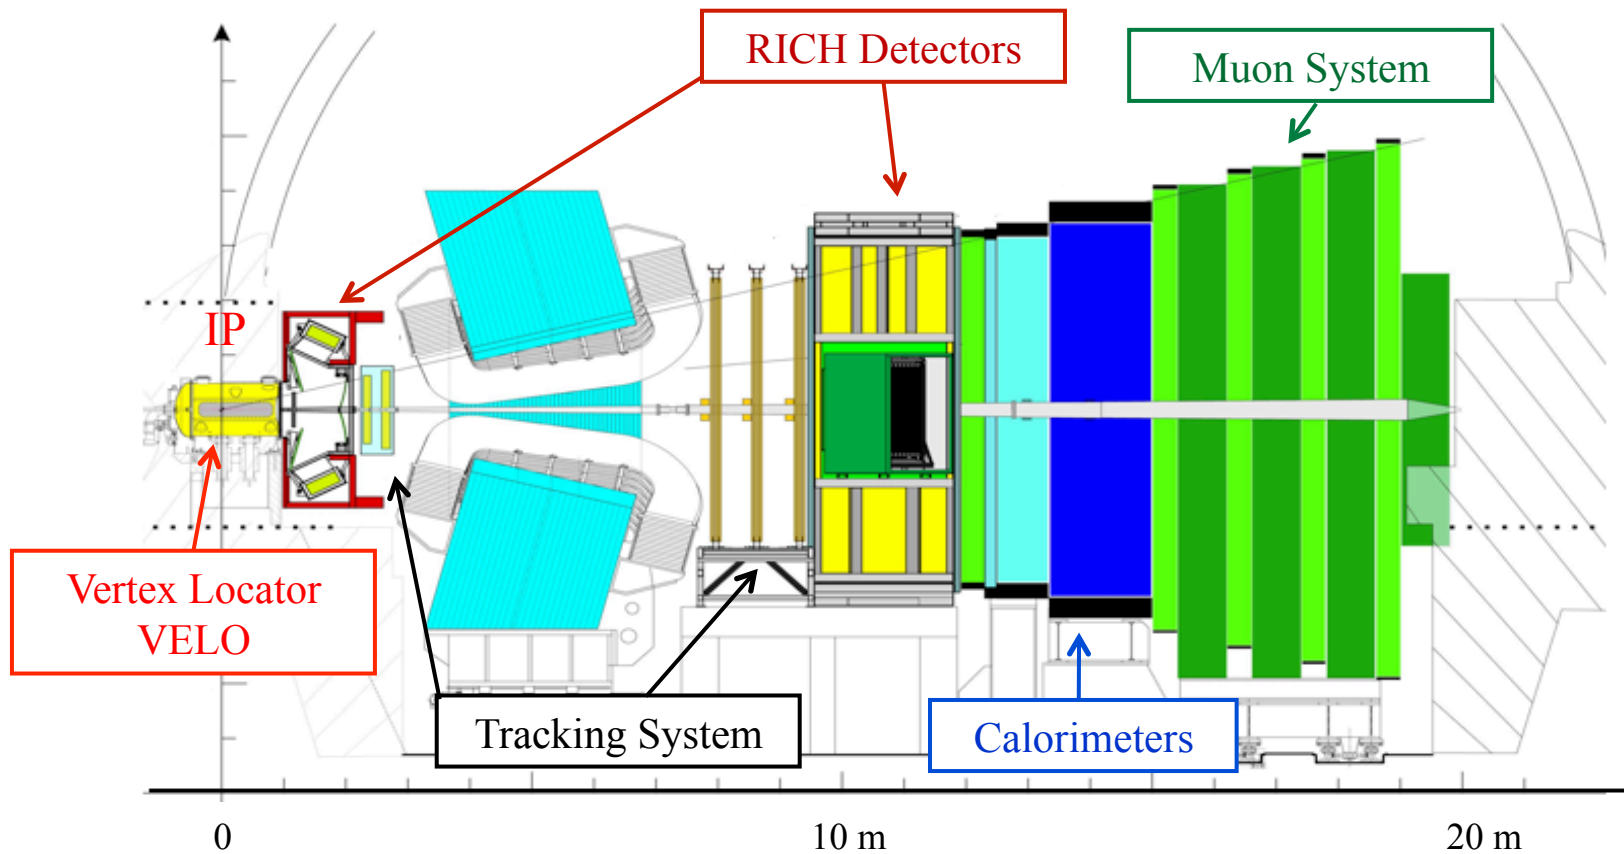 RICH Detectors
Muon System
IP
Vertex Locator
VELO
Tracking System
Calorimeters
0
10 m
20 m